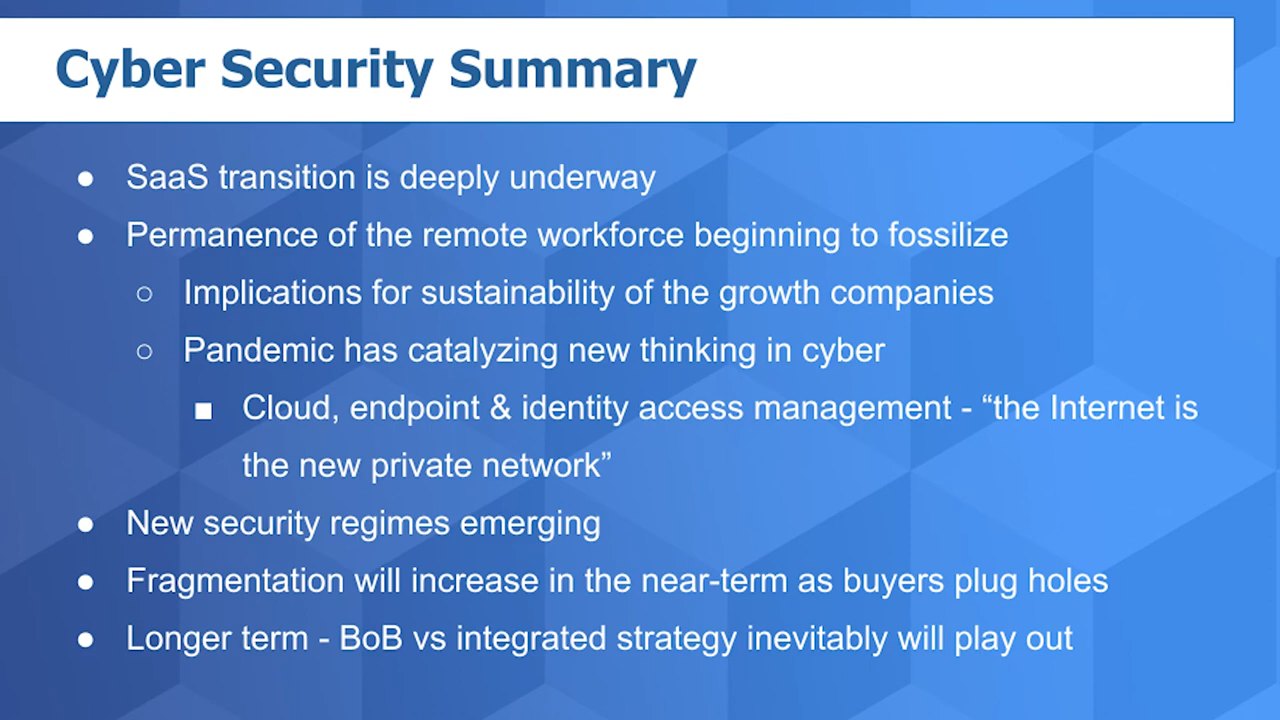 Cyber Security Summary
● SaaS transition is deeply underway
● Permanence of the remote workforce beginning to fossilize
○ Implications for sustainability of the growth companies
○ Pandemic has catalyzing new thinking in cyber
■ Cloud, endpoint & identity access management - “the Internet is
the new private network”
● New security regimes emerging
● Fragmentation will increase in the near-term as buyers plug holes
● Longer term - BoB vs integrated strategy inevitably will play out